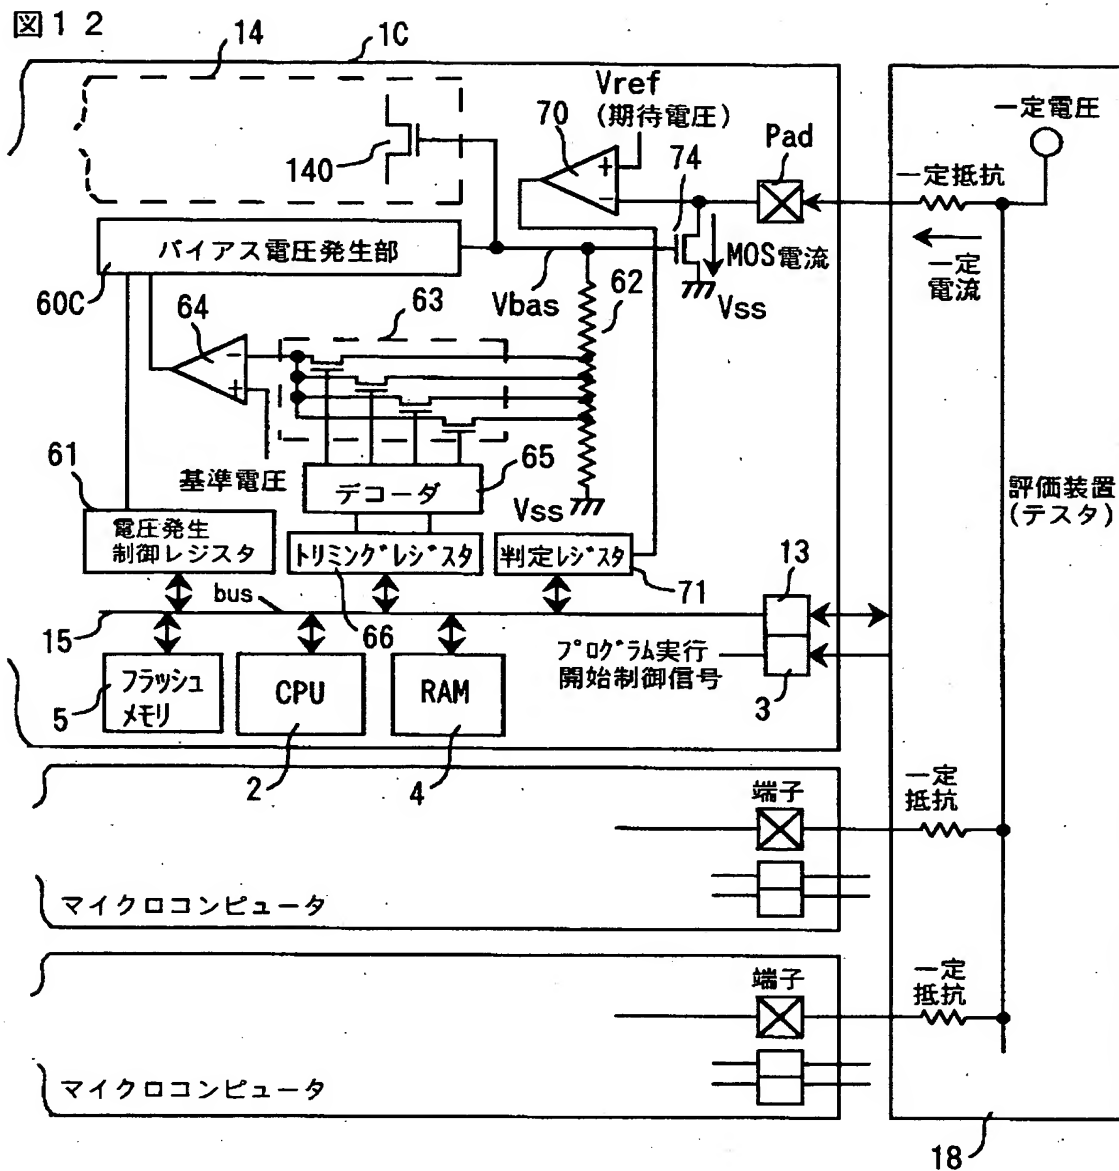 図12
14
1C
Vref
(期待電圧)
70
74
Pad
一定電圧
一定抵抗
140
+
−
バイアス電圧発生部
MOS電流
一定
電流
60C
Vbas
62
Vss
63
64
−
+
基準電圧
65
デコーダ
Vss
評価装置
(テスタ)
61
電圧発生
制御レジスタ
トリミングレジスタ
判定レジスタ
71
13
bus
15
66
プログラム実行
開始制御信号
3
フラッシュ
メモリ
5
CPU
RAM
2
4
端子
一定
抵抗
マイクロコンピュータ
端子
一定
抵抗
マイクロコンピュータ
18